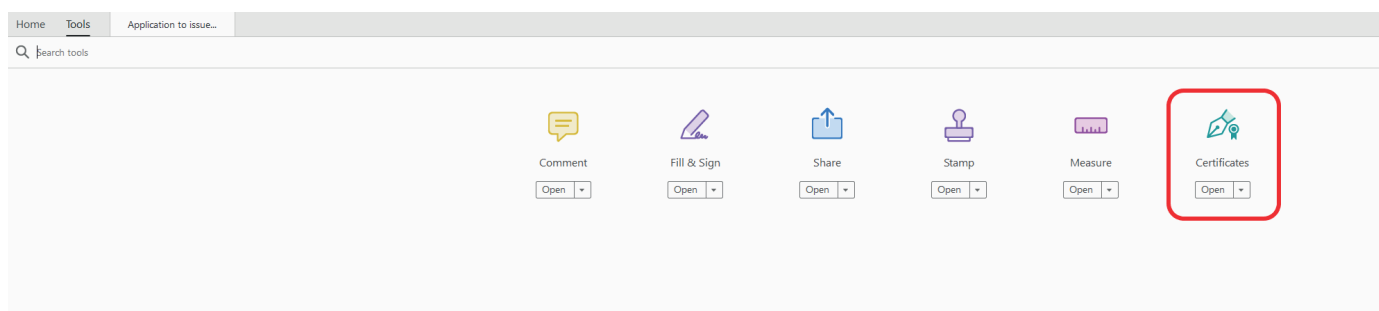 Home Tools Application to issue...
Search tools
Comment Fill & Sign Share Stamp Measure Certificates
Open Open Open Open Open Open